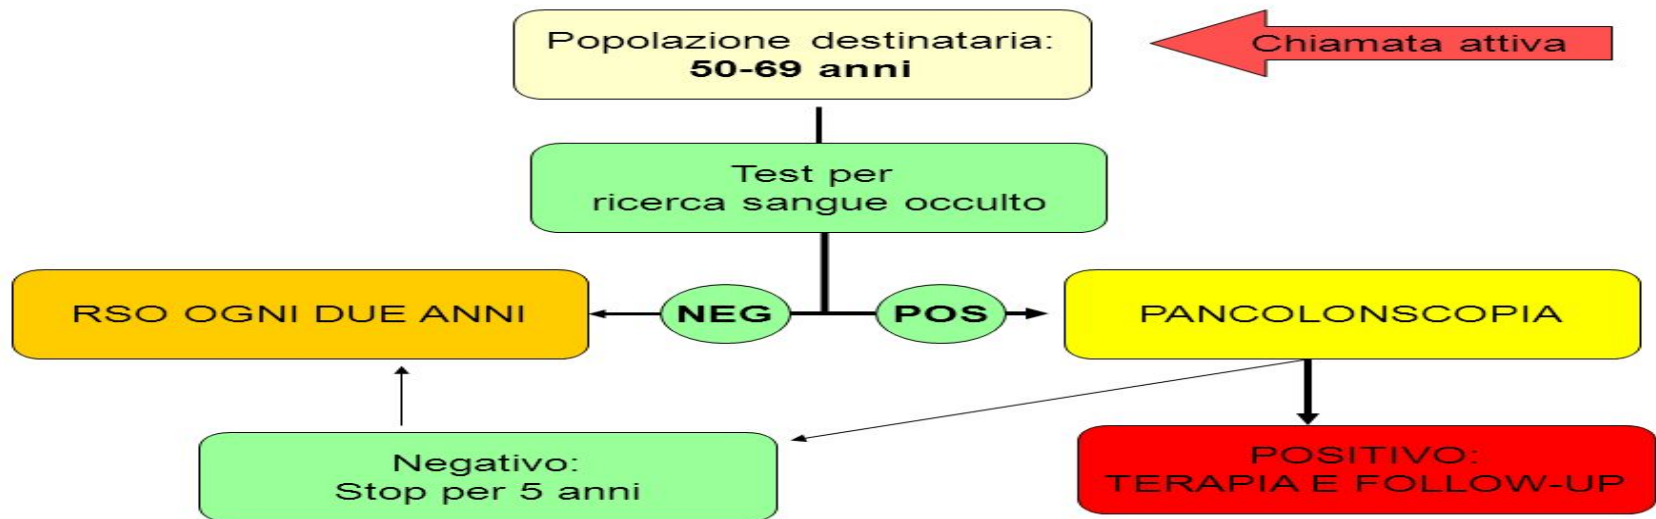 Popolazione destinataria:
50-69 anni
Chiamata attiva
Test per
ricerca sangue occulto
RSO OGNI DUE ANNI
NEG
POS
PANCOLONSCOPIA
Negativo:
Stop per 5 anni
POSITIVO:
TERAPIA E FOLLOW-UP